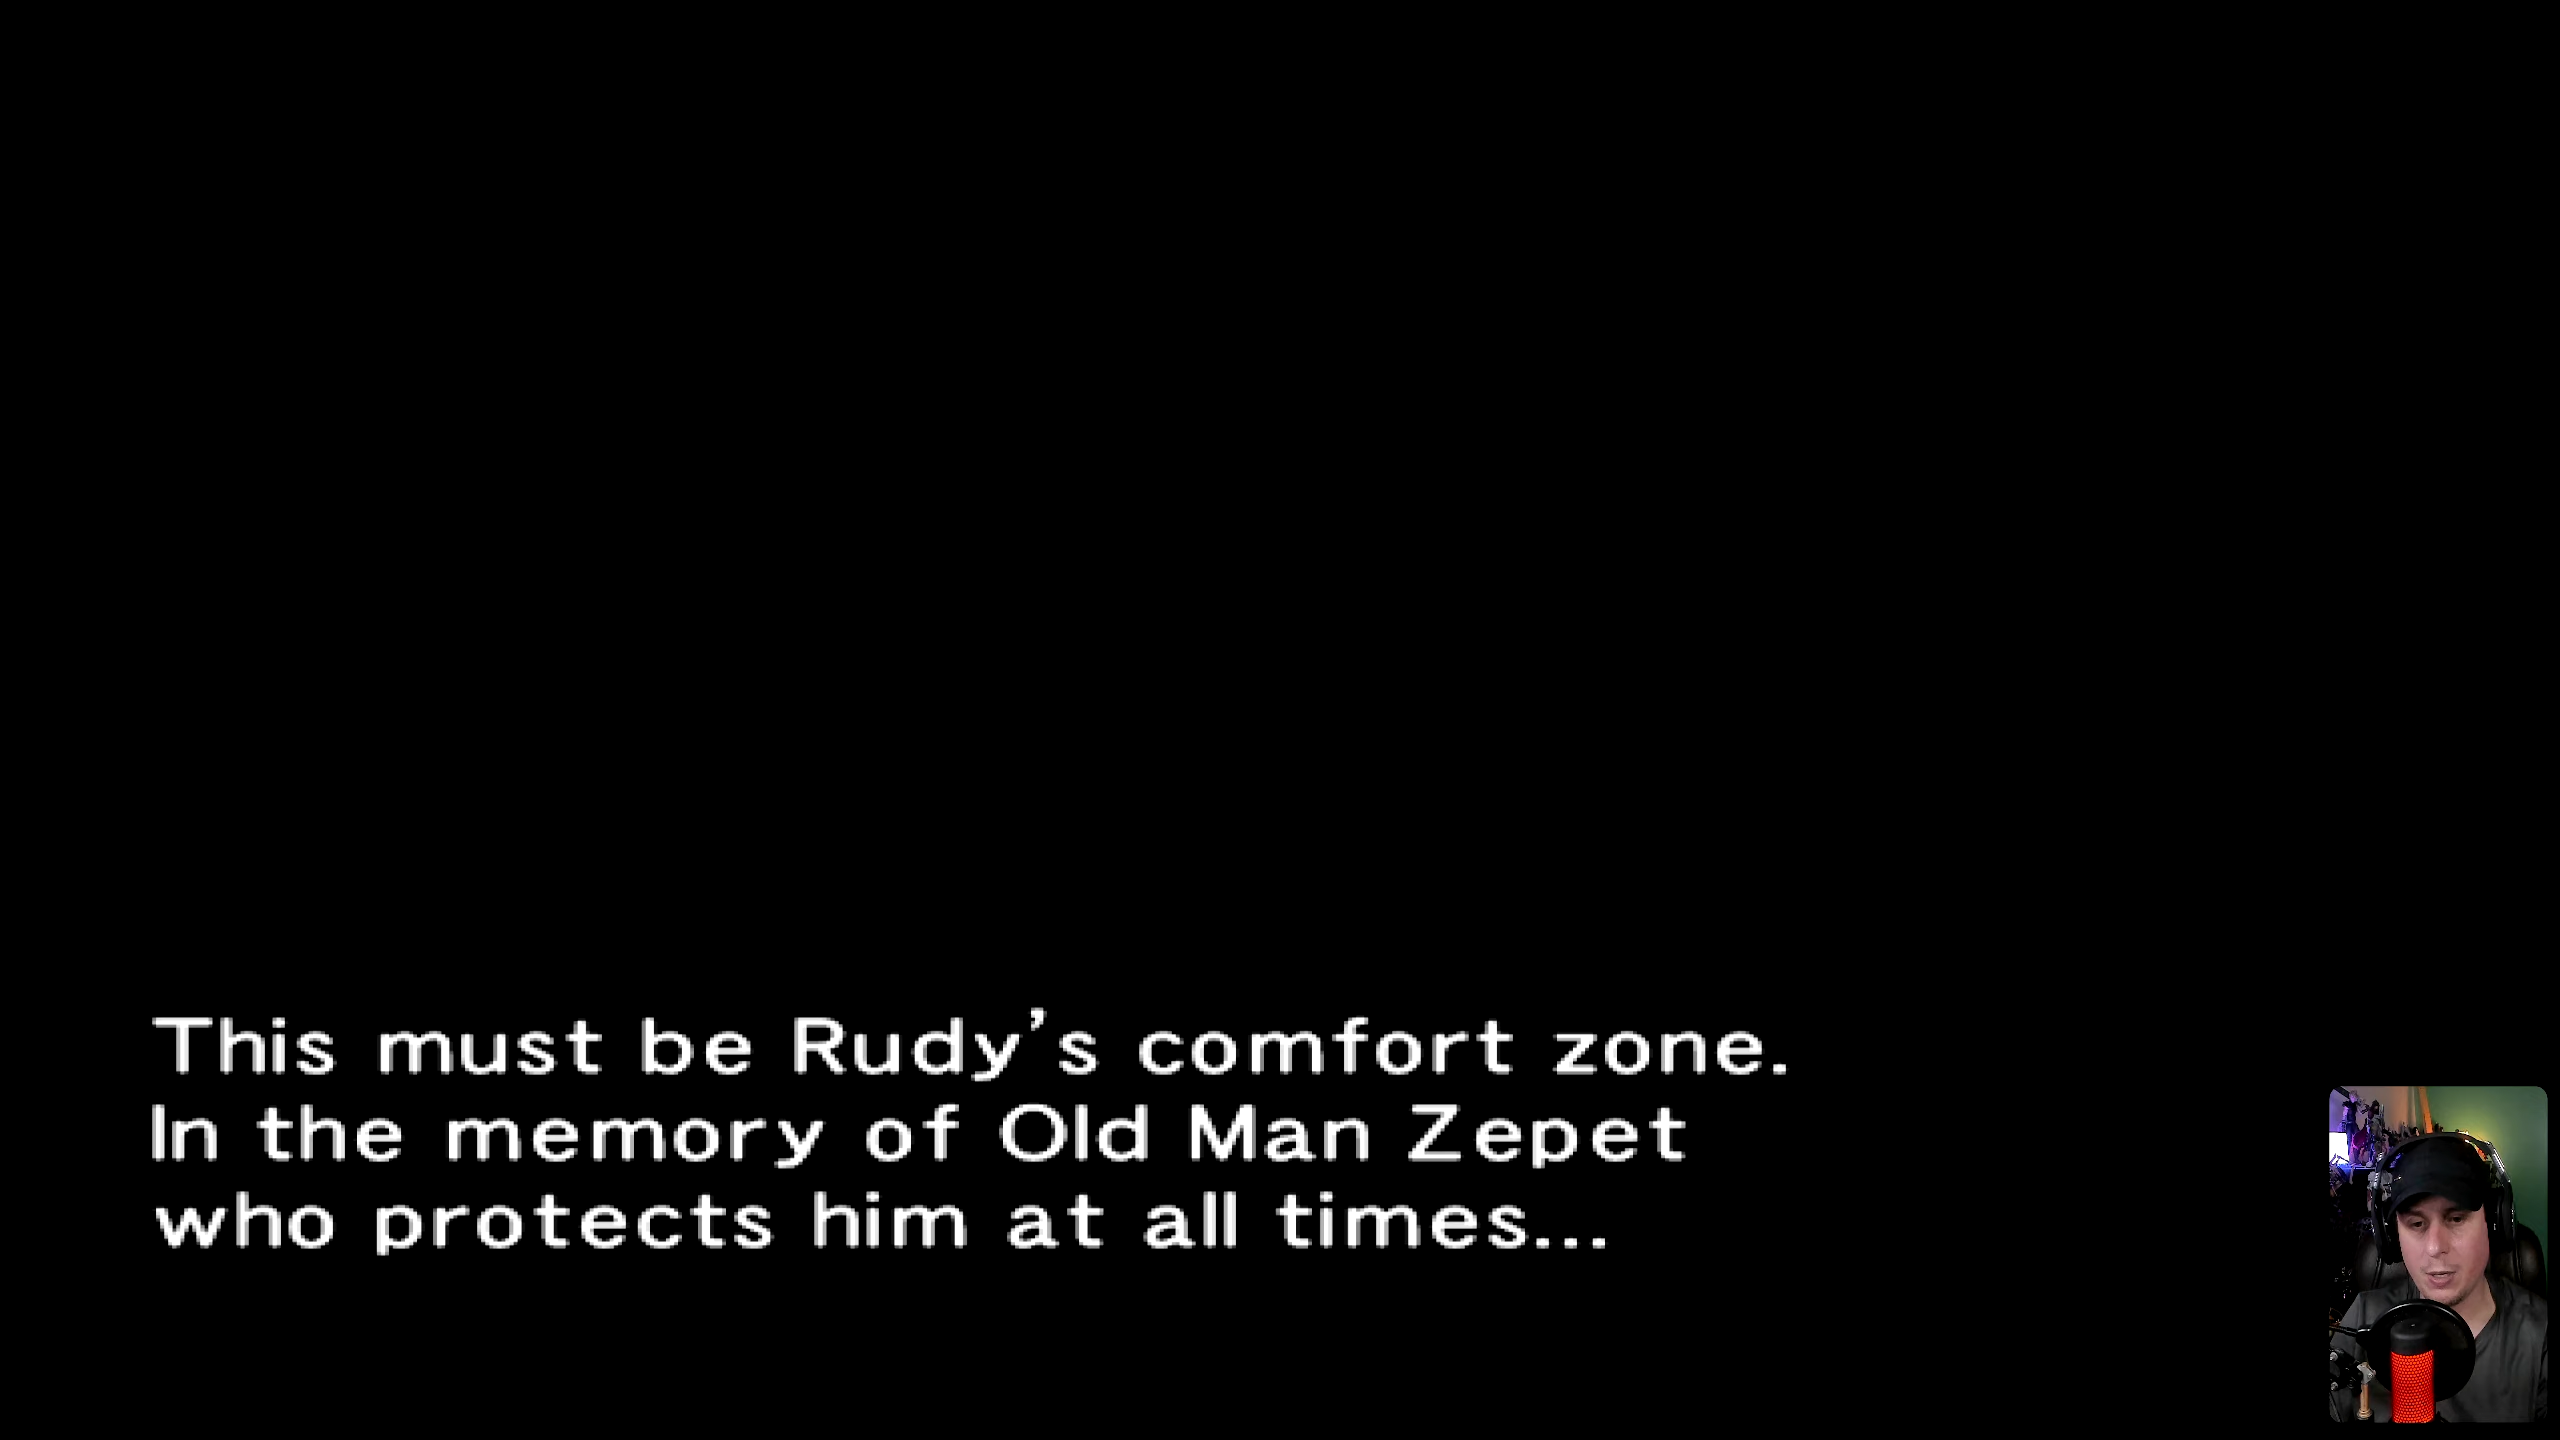 This must be Rudy's comfort zone.
In the memory of Old Man Zepet
who protects him at all times...